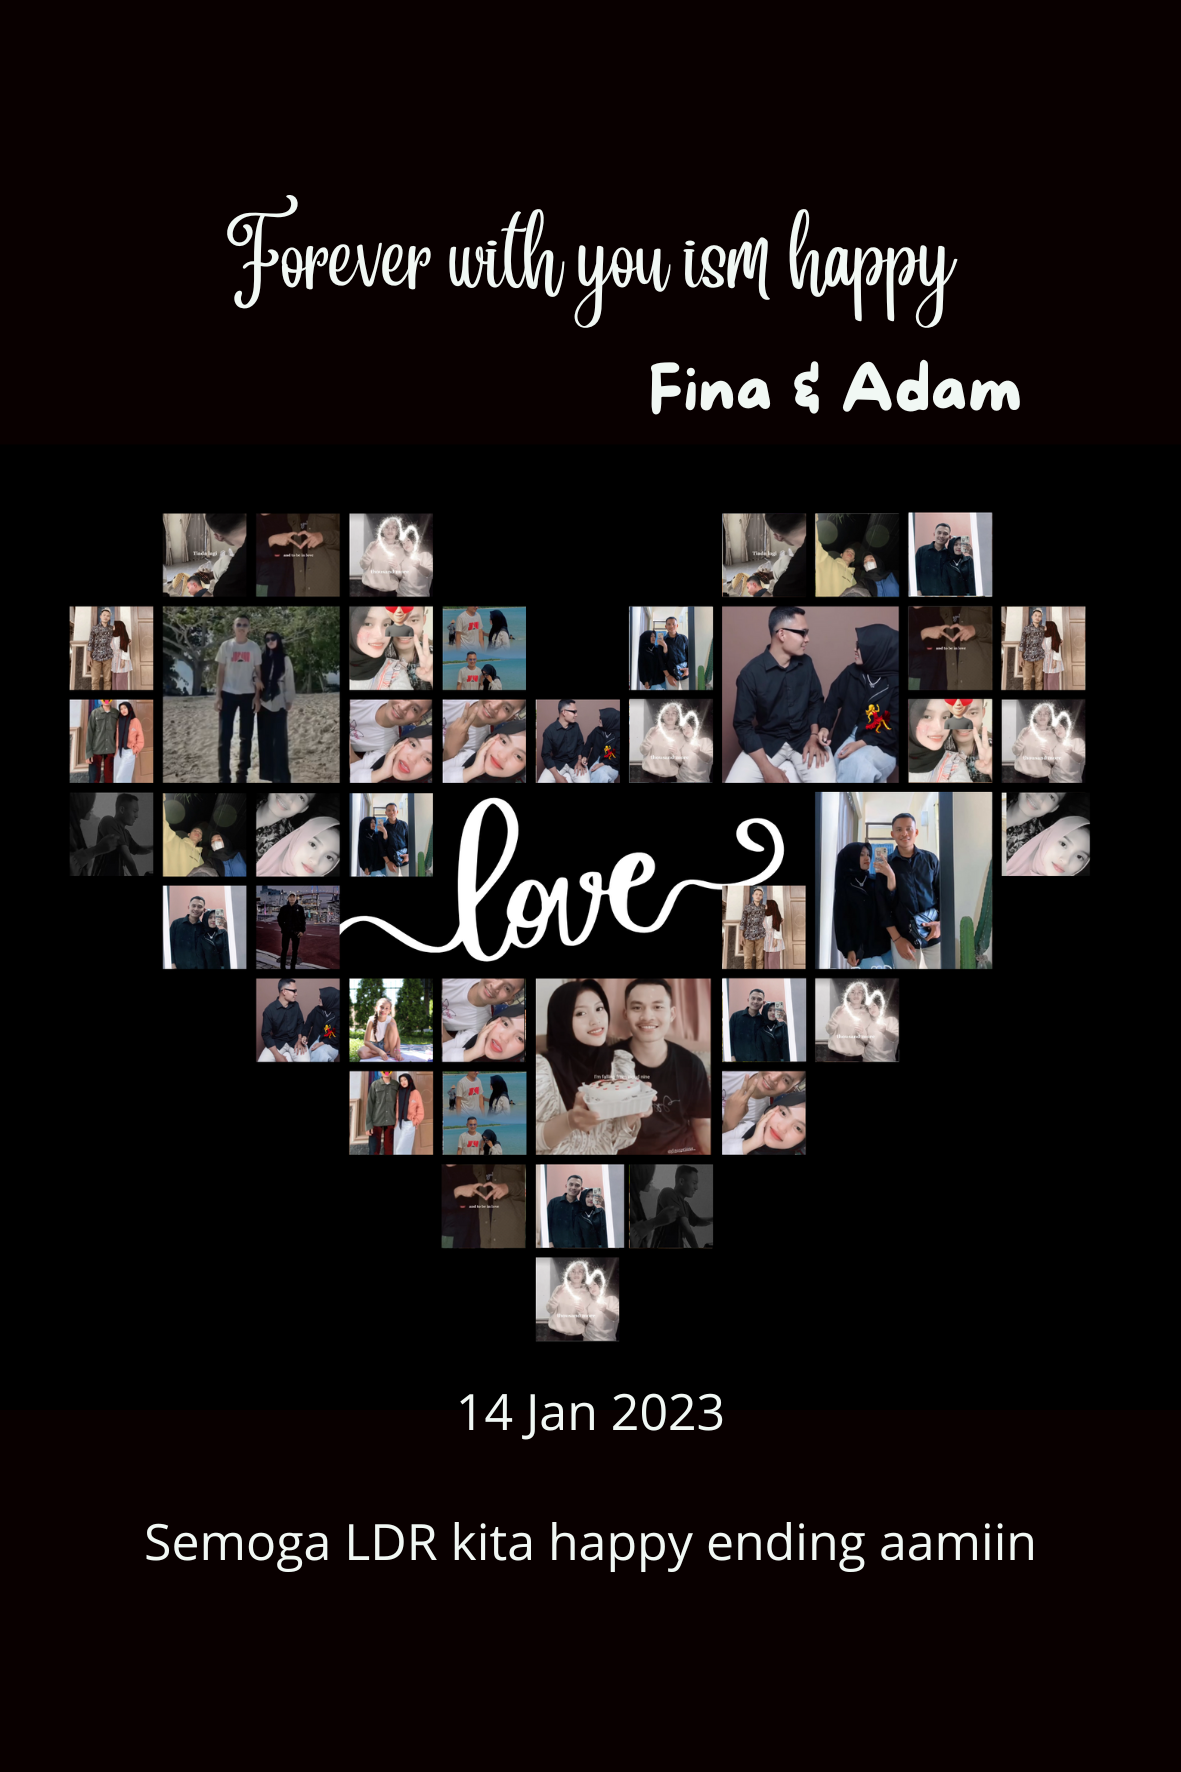 Forever with you ism happy
Fina & Adam
love
14 Jan 2023
Semoga LDR kita happy ending aamiin